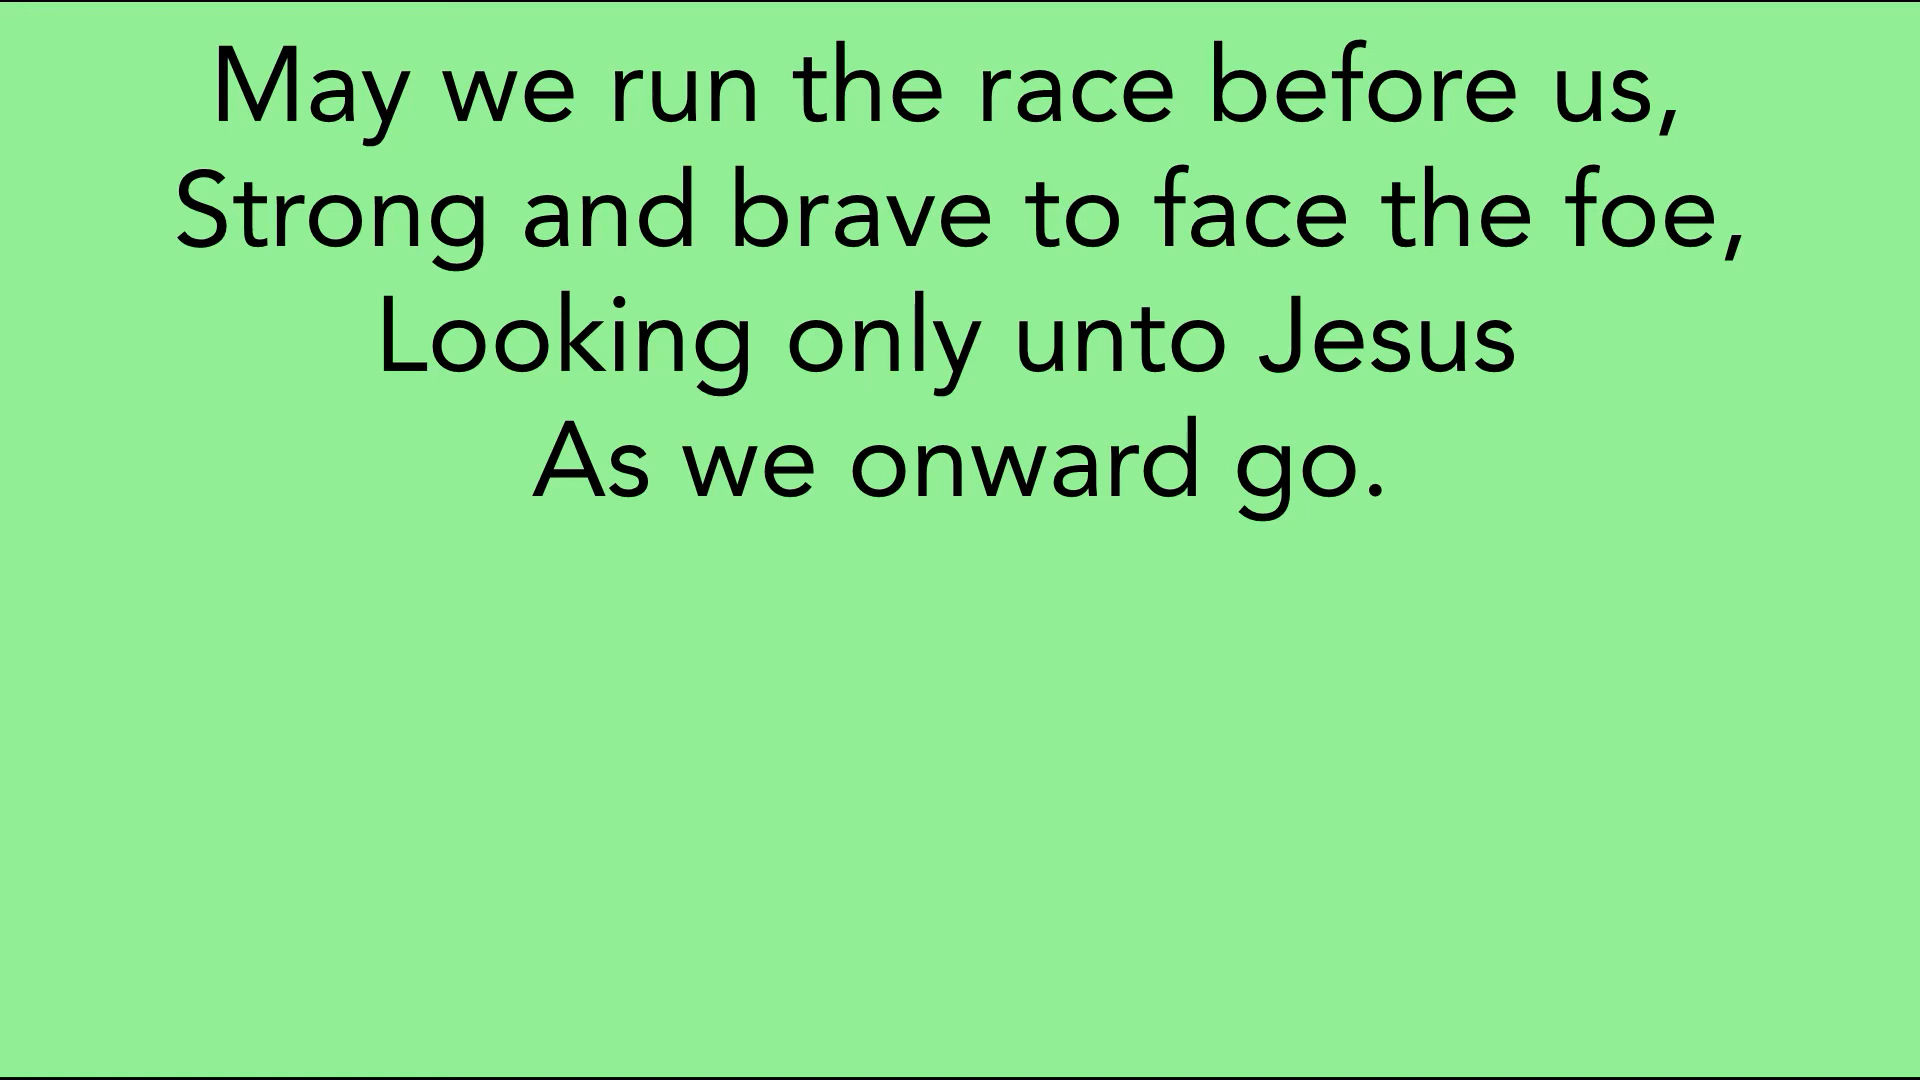 May we run the race before us,
Strong and brave to face the foe,
Looking only unto Jesus
As we onward go.